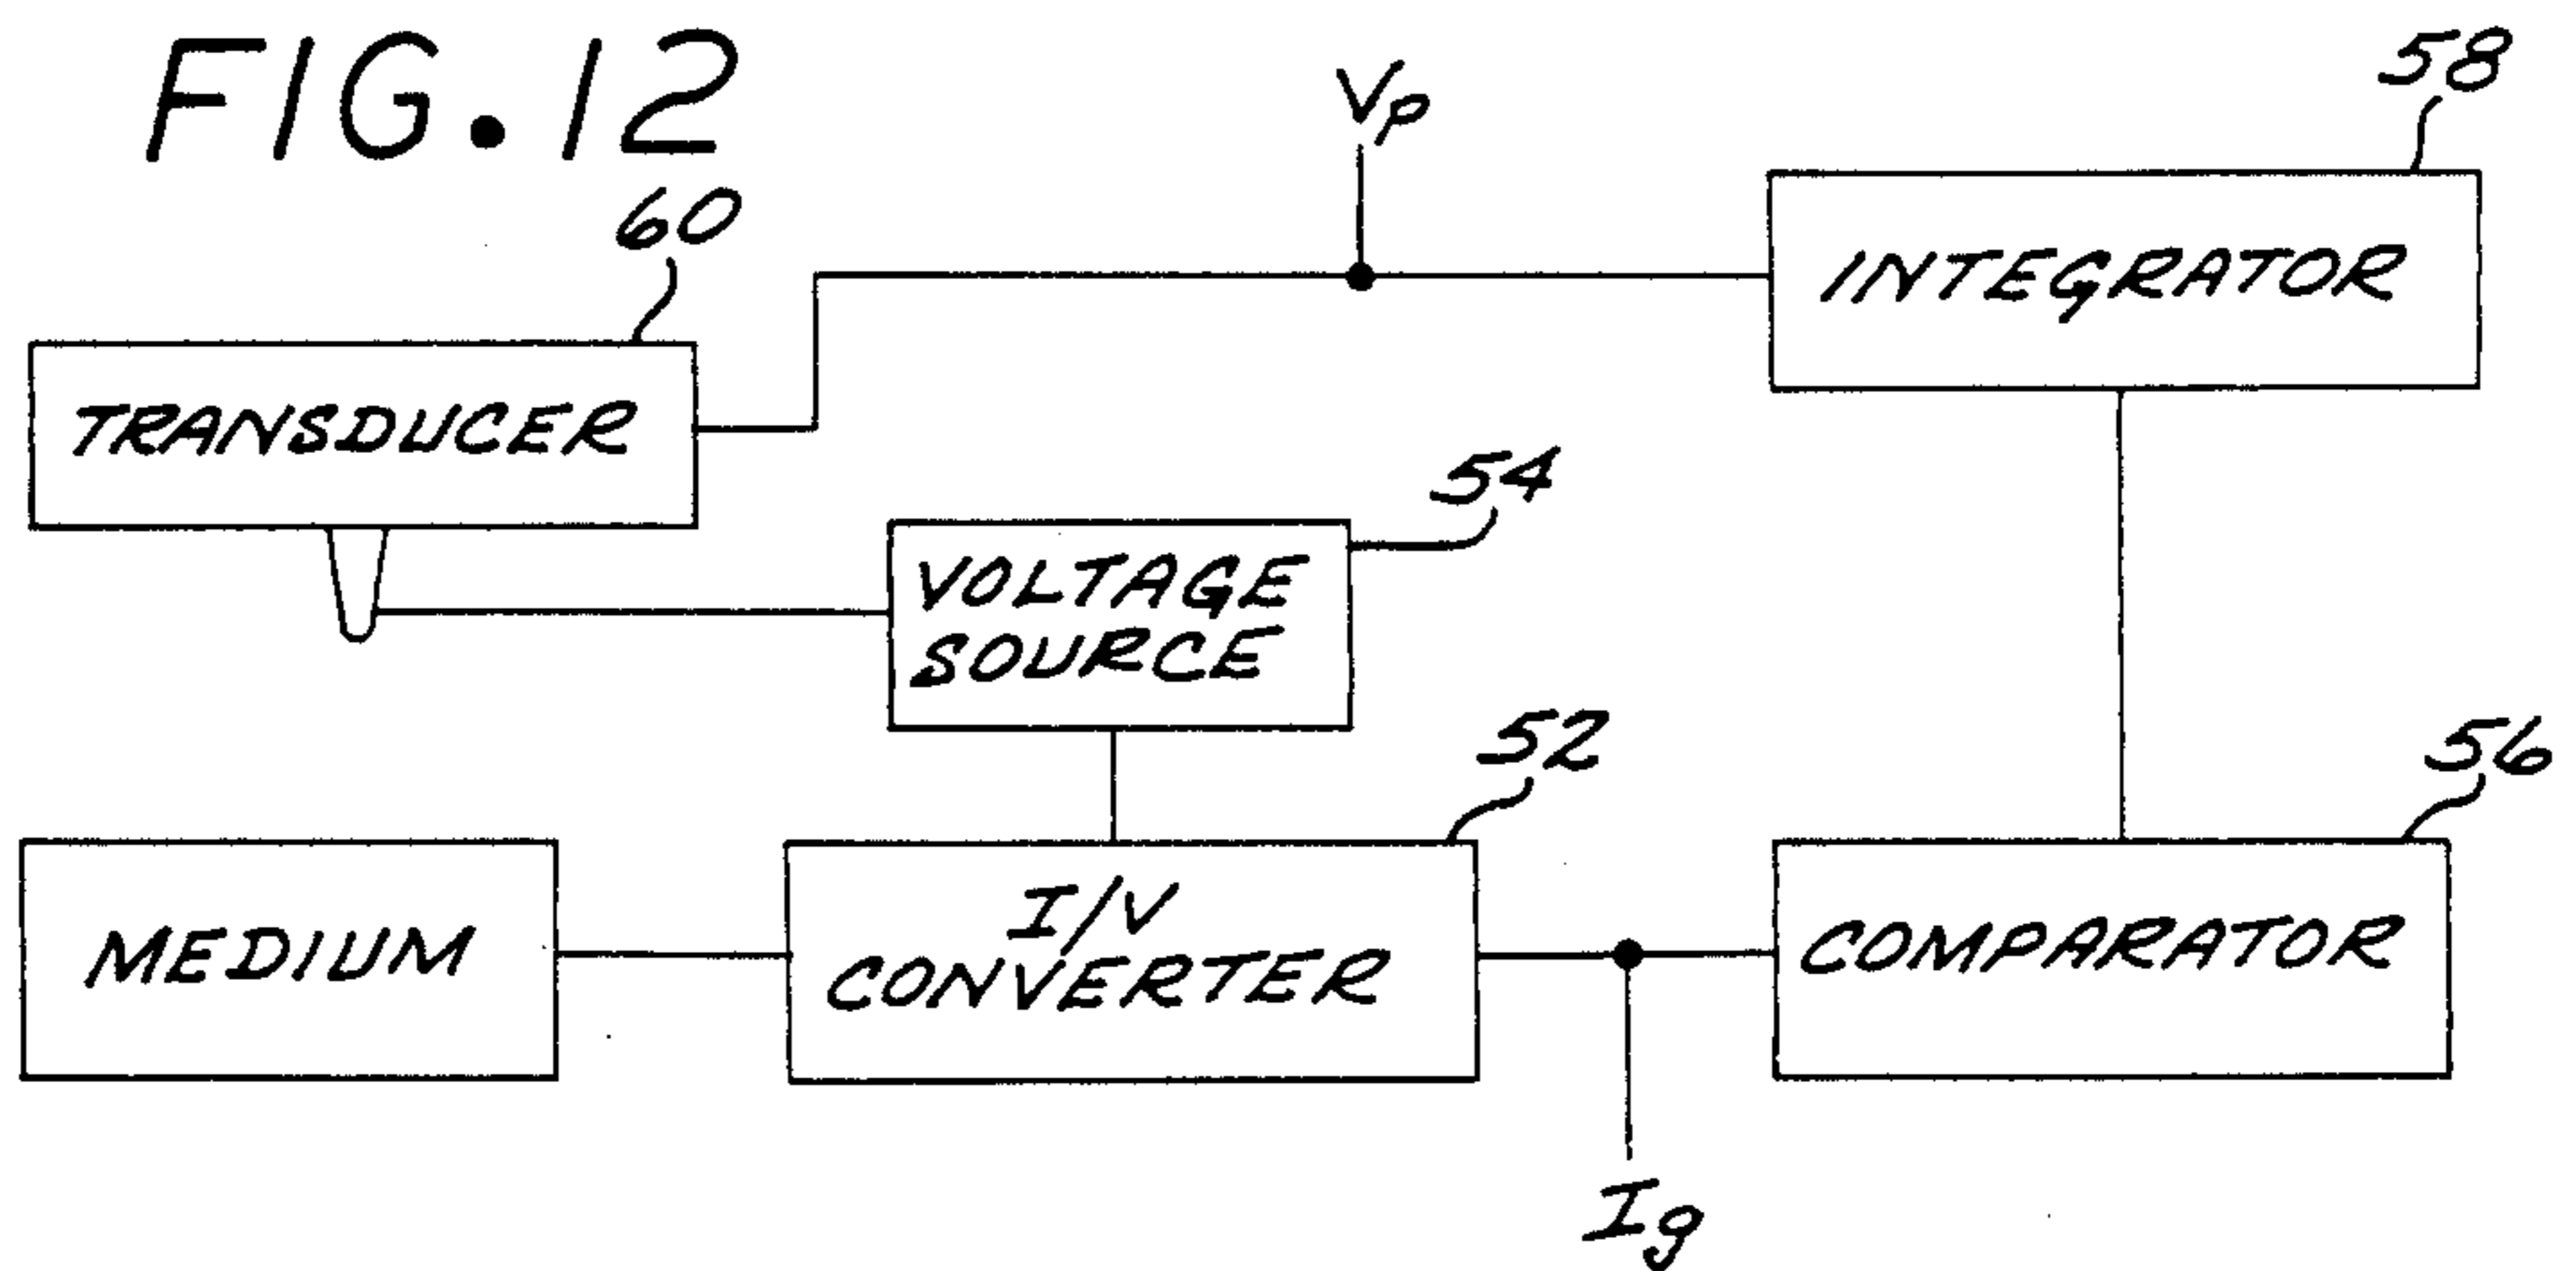 FIG. 12
Vp
58
60
INTEGRATOR
TRANSDUCER
54
VOLTAGE
SOURCE
52
56
MEDIUM
I/V
CONVERTER
COMPARATOR
Ig